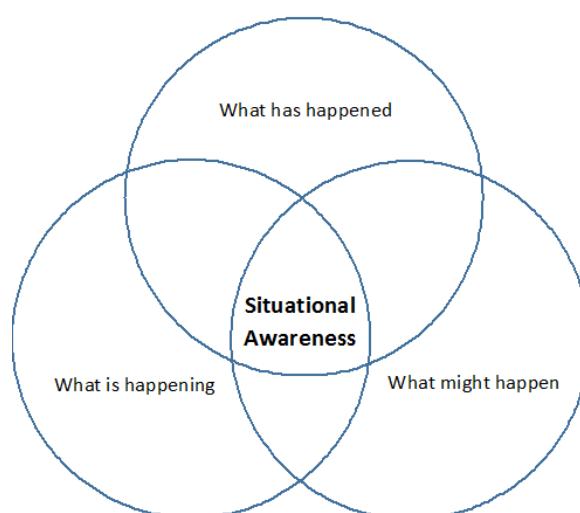 What has happened
Situational
Awareness
What is happening
What might happen